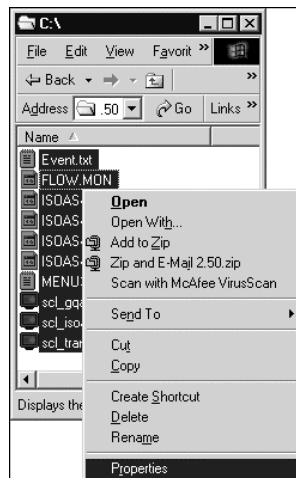 C:\
File Edit View Favorit »
Back »
Address .50 Go Links »
Name
Event.txt
FLOW.MON
ISOAS
ISOAS
ISOAS
ISOAS
MENU
scl_gqa
scl_iso
scl_tra
Open
Open With...
Add to Zip
Zip and E-Mail 2.50.zip
Scan with McAfee VirusScan
Send To
Cut
Copy
Create Shortcut
Delete
Rename
Properties
Displays the